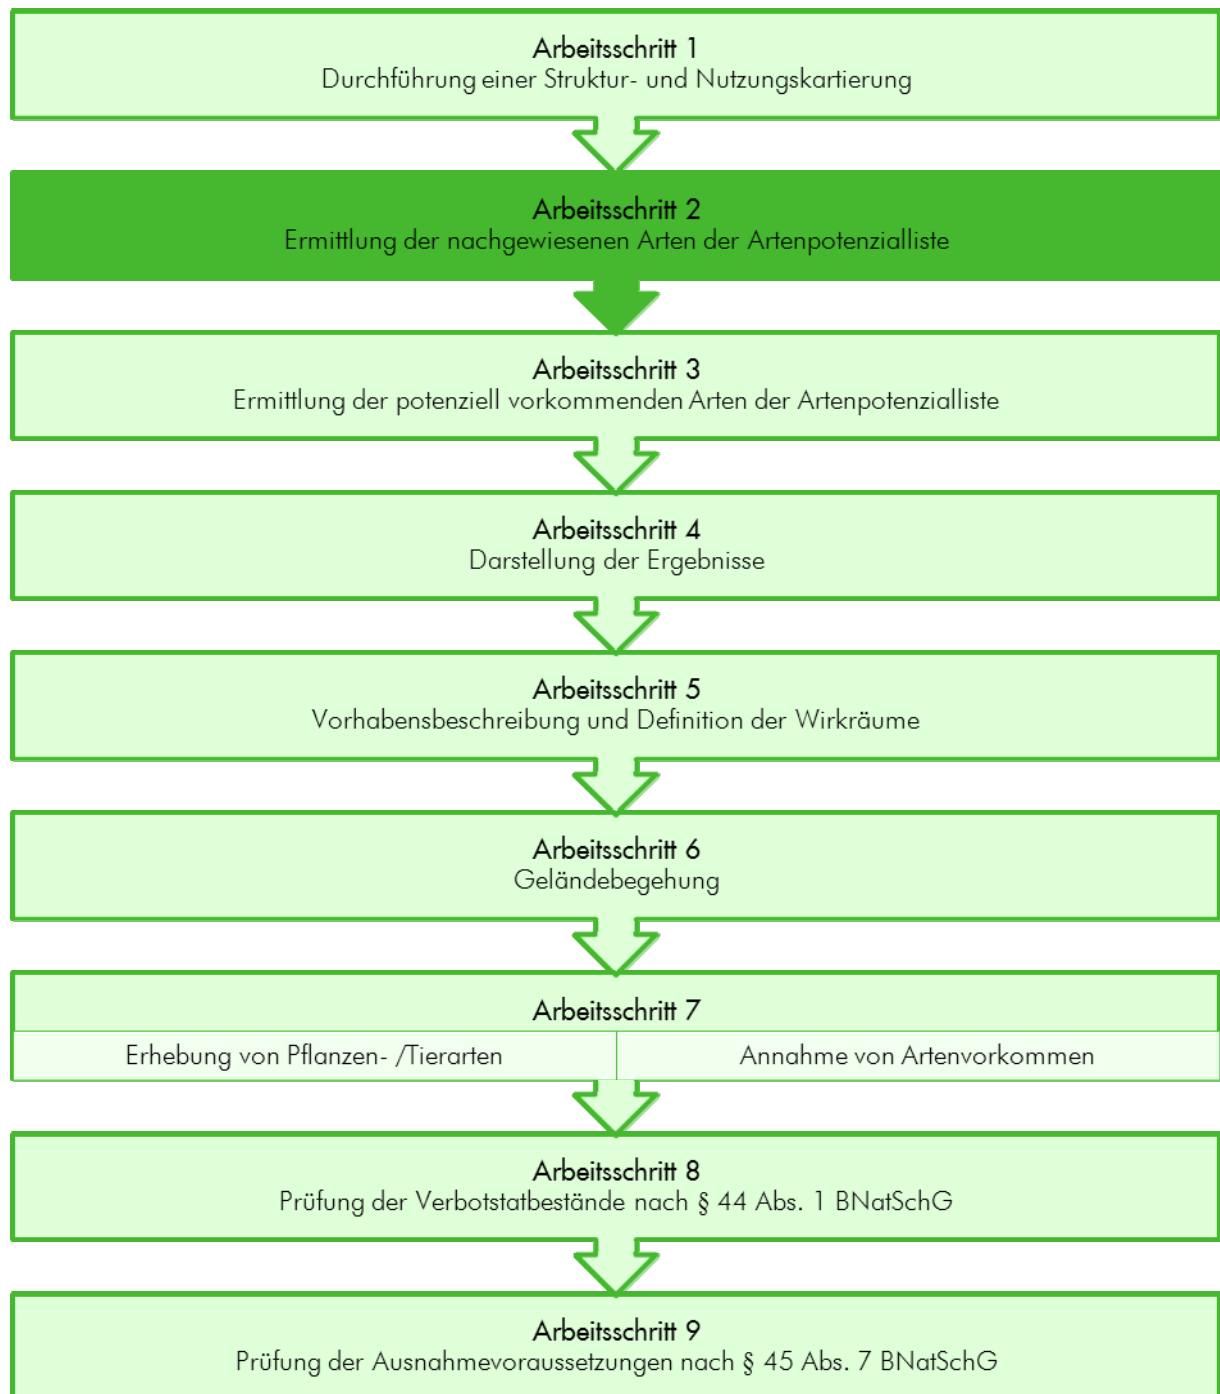 Arbeitsschritt 1
Durchführung einer Struktur- und Nutzungskartierung
Arbeitsschritt 2
Ermittlung der nachgewiesenen Arten der Artenpotenzialliste
Arbeitsschritt 3
Ermittlung der potenziell vorkommenden Arten der Artenpotenzialliste
Arbeitsschritt 4
Darstellung der Ergebnisse
Arbeitsschritt 5
Vorhabensbeschreibung und Definition der Wirkräume
Arbeitsschritt 6
Geländebegehung
Arbeitsschritt 7
Erhebung von Pflanzen- /Tierarten
Annahme von Artenvorkommen
Arbeitsschritt 8
Prüfung der Verbotstatbestände nach § 44 Abs. 1 BNatSchG
Arbeitsschritt 9
Prüfung der Ausnahmevoraussetzungen nach § 45 Abs. 7 BNatSchG